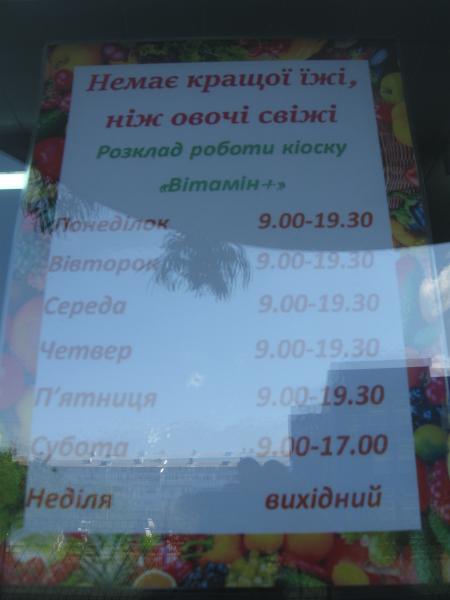 Немає кращої їжі,
ніж овочі свіжі
Розклад роботи кіоску
«Вітамін+»
Понеділок 9.00-19.30
Вівторок 9.00-19.30
Середа 9.00-19.30
Четвер 9.00-19.30
П'ятниця 9.00-19.30
Субота 9.00-17.00
Неділя вихідний